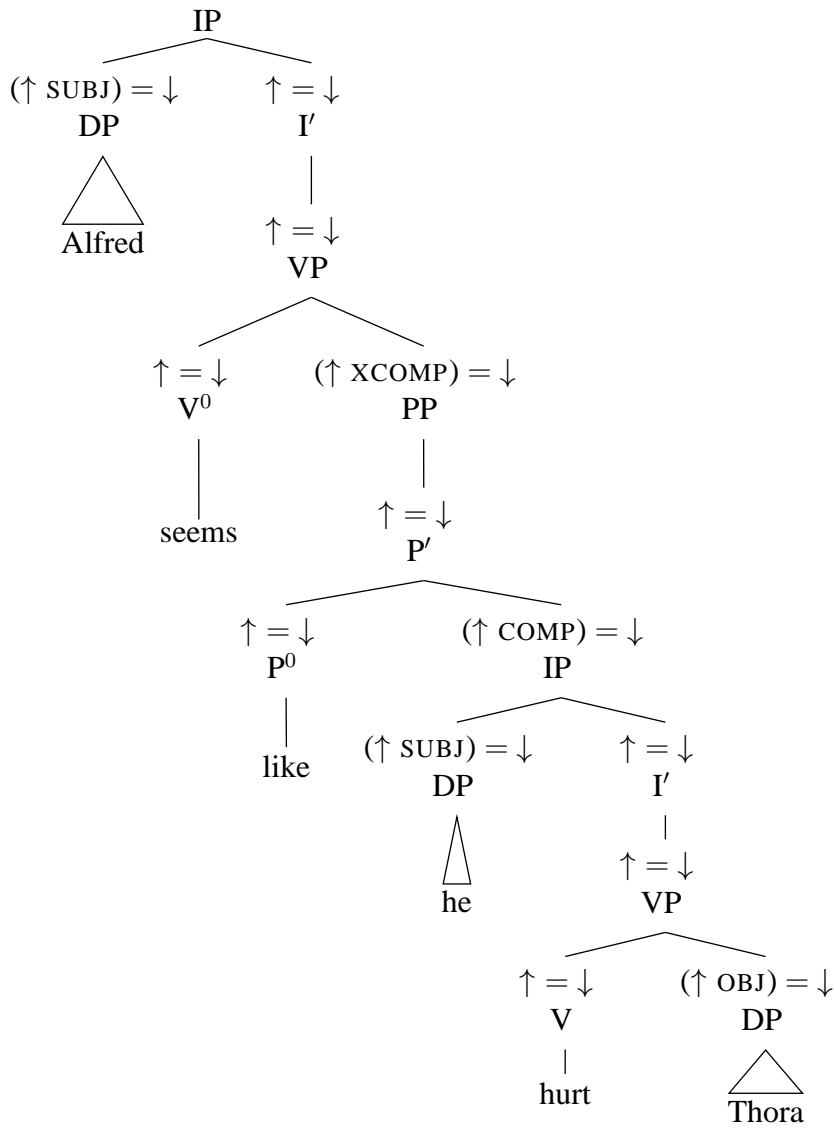 IP
(↑ SUBJ) = ↓ ↑ = ↓
DP I′
Alfred
↑ = ↓
VP
↑ = ↓ (↑ XCOMP) = ↓
V⁰ PP
seems
↑ = ↓
P′
↑ = ↓ (↑ COMP) = ↓
P⁰ IP
like
(↑ SUBJ) = ↓ ↑ = ↓
DP I′
he
↑ = ↓
VP
↑ = ↓ (↑ OBJ) = ↓
V DP
hurt
Thora